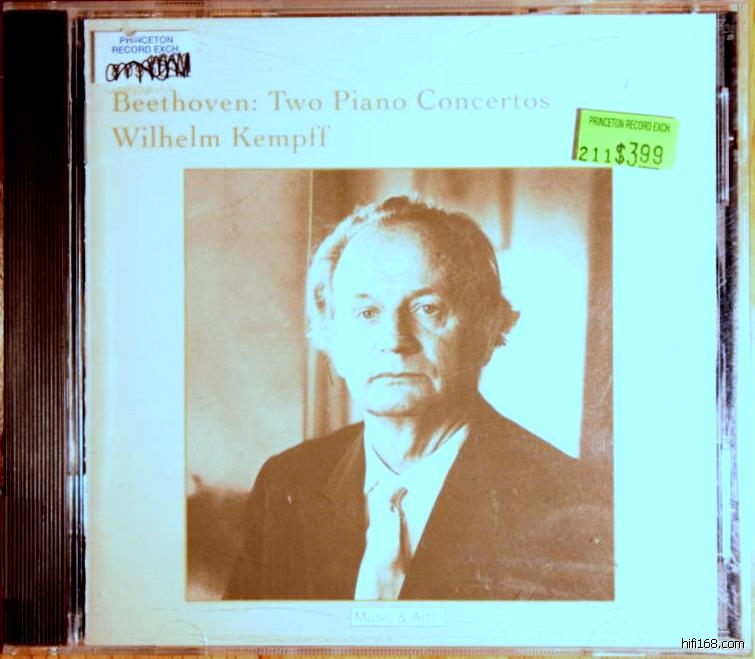 PRINCETON
RECORD EXCH
Beethoven: Two Piano Concertos
Wilhelm Kempff
PRINCETON RECORD EXCH
211$3.99
Music & Arts
hifi168.com